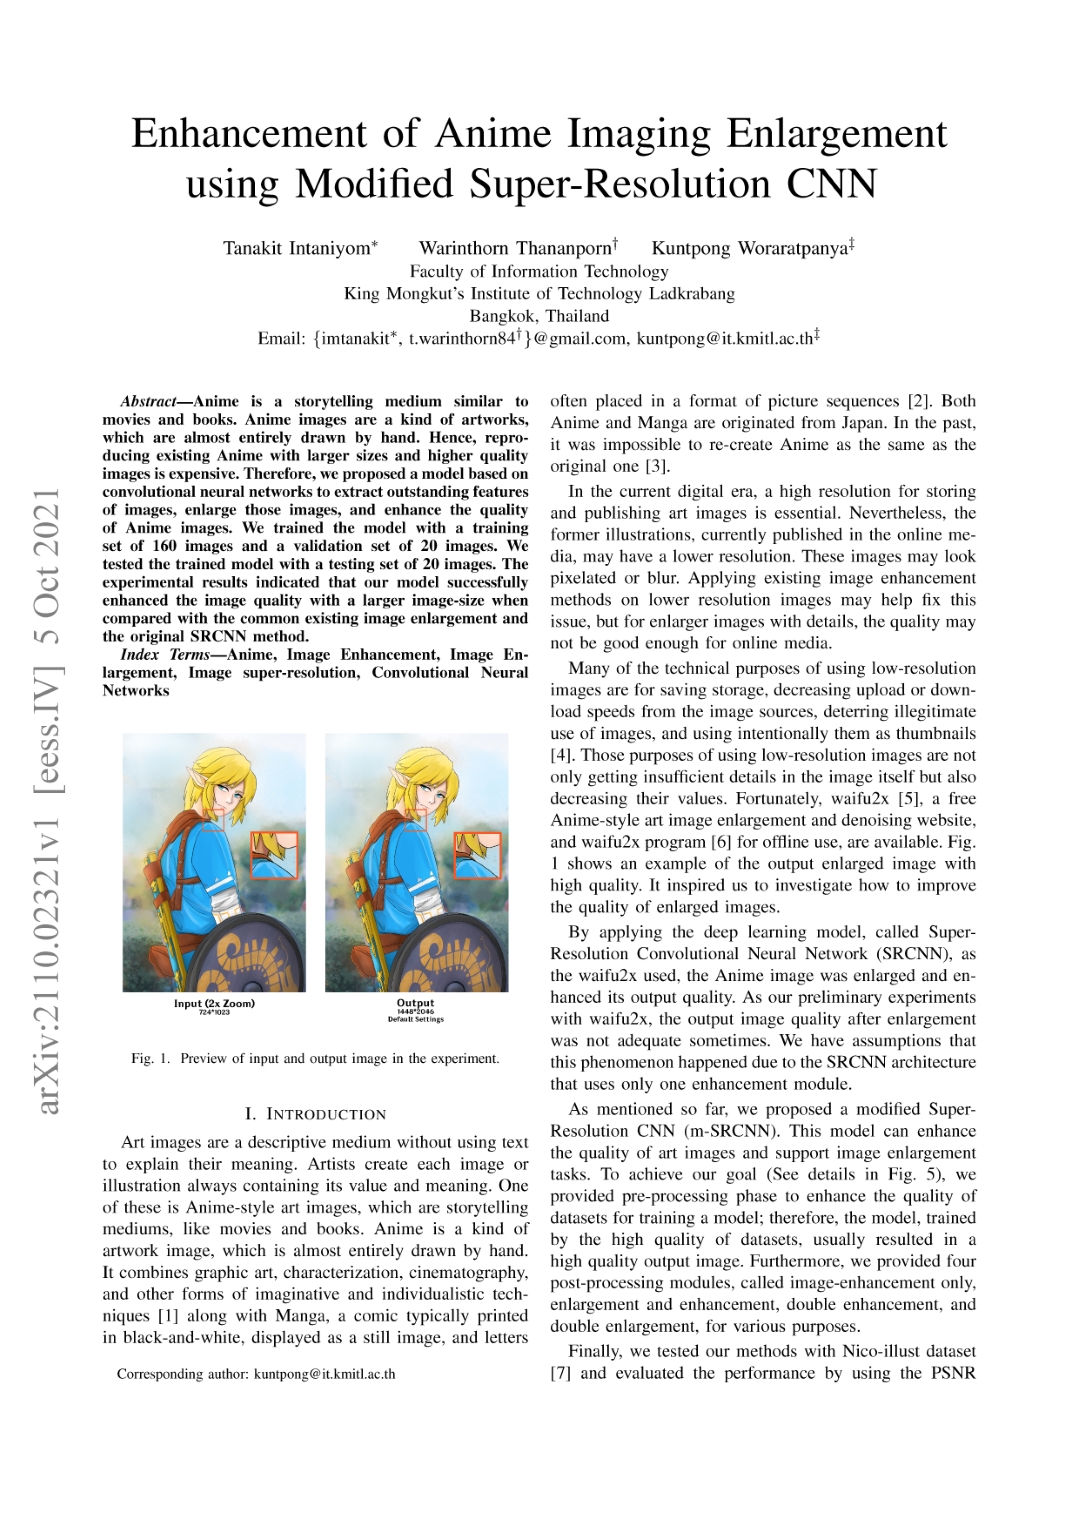 Enhancement of Anime Imaging Enlargement
using Modified Super-Resolution CNN
Tanakit Intaniyom* Warinthorn Thananporn† Kuntpong Woraratpanya‡
Faculty of Information Technology
King Mongkut's Institute of Technology Ladkrabang
Bangkok, Thailand
Email: {imtanakit*, t.warinthorn84†}@gmail.com, kuntpong@it.kmitl.ac.th‡
arXiv:2110.02321v1 [eess.IV] 5 Oct 2021
Abstract—Anime is a storytelling medium similar to
movies and books. Anime images are a kind of artworks,
which are almost entirely drawn by hand. Hence, repro-
ducing existing Anime with larger sizes and higher quality
images is expensive. Therefore, we proposed a model based on
convolutional neural networks to extract outstanding features
of images, enlarge those images, and enhance the quality
of Anime images. We trained the model with a training
set of 160 images and a validation set of 20 images. We
tested the trained model with a testing set of 20 images. The
experimental results indicated that our model successfully
enhanced the image quality with a larger image-size when
compared with the common existing image enlargement and
the original SRCNN method.
Index Terms—Anime, Image Enhancement, Image En-
largement, Image super-resolution, Convolutional Neural
Networks
Input (2x Zoom)
724*1023
Output
1448*2046
Default Settings
Fig. 1. Preview of input and output image in the experiment.
I. INTRODUCTION
Art images are a descriptive medium without using text
to explain their meaning. Artists create each image or
illustration always containing its value and meaning. One
of these is Anime-style art images, which are storytelling
mediums, like movies and books. Anime is a kind of
artwork image, which is almost entirely drawn by hand.
It combines graphic art, characterization, cinematography,
and other forms of imaginative and individualistic tech-
niques [1] along with Manga, a comic typically printed
in black-and-white, displayed as a still image, and letters
Corresponding author: kuntpong@it.kmitl.ac.th
often placed in a format of picture sequences [2]. Both
Anime and Manga are originated from Japan. In the past,
it was impossible to re-create Anime as the same as the
original one [3].
In the current digital era, a high resolution for storing
and publishing art images is essential. Nevertheless, the
former illustrations, currently published in the online me-
dia, may have a lower resolution. These images may look
pixelated or blur. Applying existing image enhancement
methods on lower resolution images may help fix this
issue, but for enlarger images with details, the quality may
not be good enough for online media.
Many of the technical purposes of using low-resolution
images are for saving storage, decreasing upload or down-
load speeds from the image sources, deterring illegitimate
use of images, and using intentionally them as thumbnails
[4]. Those purposes of using low-resolution images are not
only getting insufficient details in the image itself but also
decreasing their values. Fortunately, waifu2x [5], a free
Anime-style art image enlargement and denoising website,
and waifu2x program [6] for offline use, are available. Fig.
1 shows an example of the output enlarged image with
high quality. It inspired us to investigate how to improve
the quality of enlarged images.
By applying the deep learning model, called Super-
Resolution Convolutional Neural Network (SRCNN), as
the waifu2x used, the Anime image was enlarged and en-
hanced its output quality. As our preliminary experiments
with waifu2x, the output image quality after enlargement
was not adequate sometimes. We have assumptions that
this phenomenon happened due to the SRCNN architecture
that uses only one enhancement module.
As mentioned so far, we proposed a modified Super-
Resolution CNN (m-SRCNN). This model can enhance
the quality of art images and support image enlargement
tasks. To achieve our goal (See details in Fig. 5), we
provided pre-processing phase to enhance the quality of
datasets for training a model; therefore, the model, trained
by the high quality of datasets, usually resulted in a
high quality output image. Furthermore, we provided four
post-processing modules, called image-enhancement only,
enlargement and enhancement, double enhancement, and
double enlargement, for various purposes.
Finally, we tested our methods with Nico-illust dataset
[7] and evaluated the performance by using the PSNR